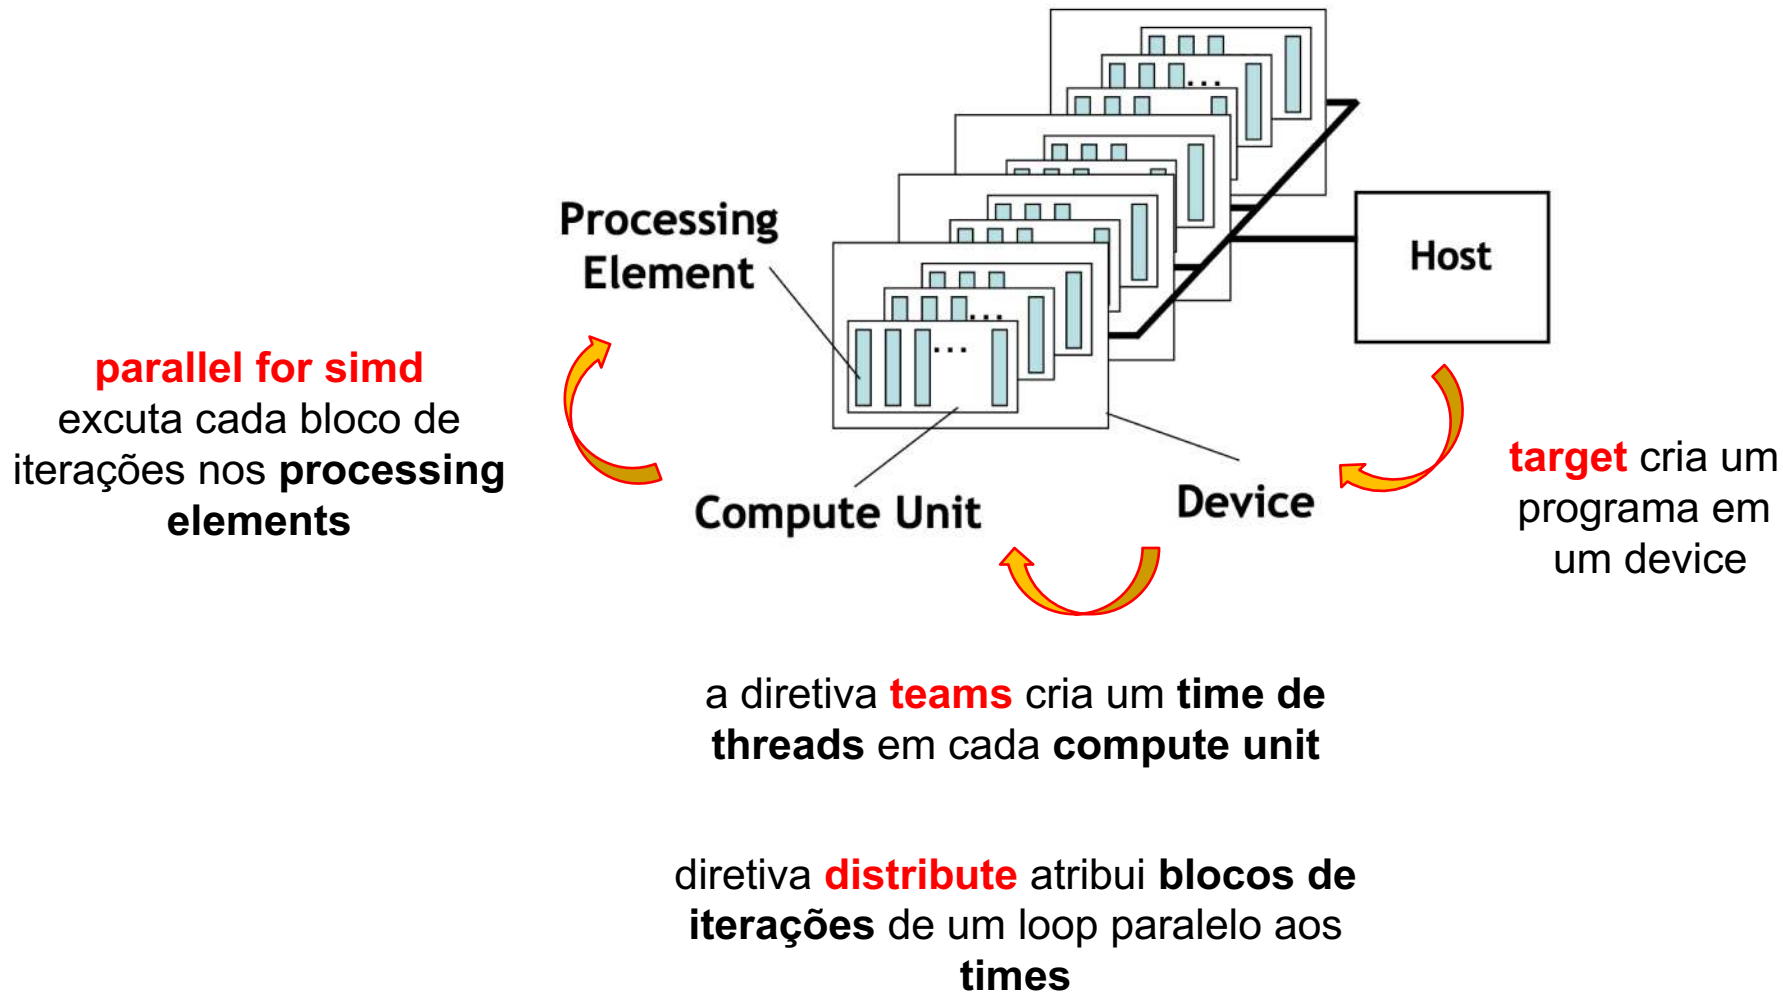 Processing
Element
Host
parallel for simd
excuta cada bloco de
iterações nos processing
elements
Compute Unit
Device
target cria um
programa em
um device
a diretiva teams cria um time de
threads em cada compute unit
diretiva distribute atribui blocos de
iterações de um loop paralelo aos
times